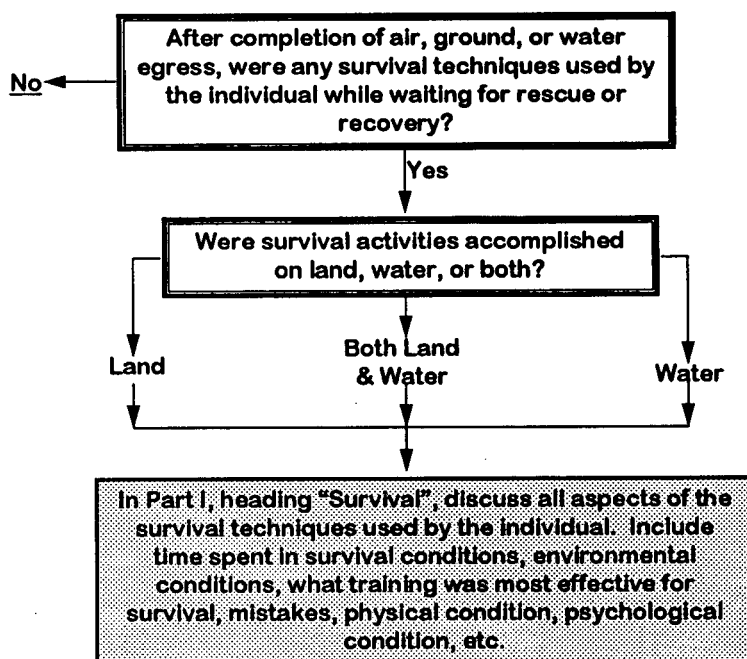 After completion of air, ground, or water
egress, were any survival techniques used by
the individual while waiting for rescue or
recovery?
No
Yes
Were survival activities accomplished
on land, water, or both?
Land
Both Land
& Water
Water
In Part I, heading "Survival", discuss all aspects of the
survival techniques used by the individual. Include
time spent in survival conditions, environmental
conditions, what training was most effective for
survival, mistakes, physical condition, psychological
condition, etc.